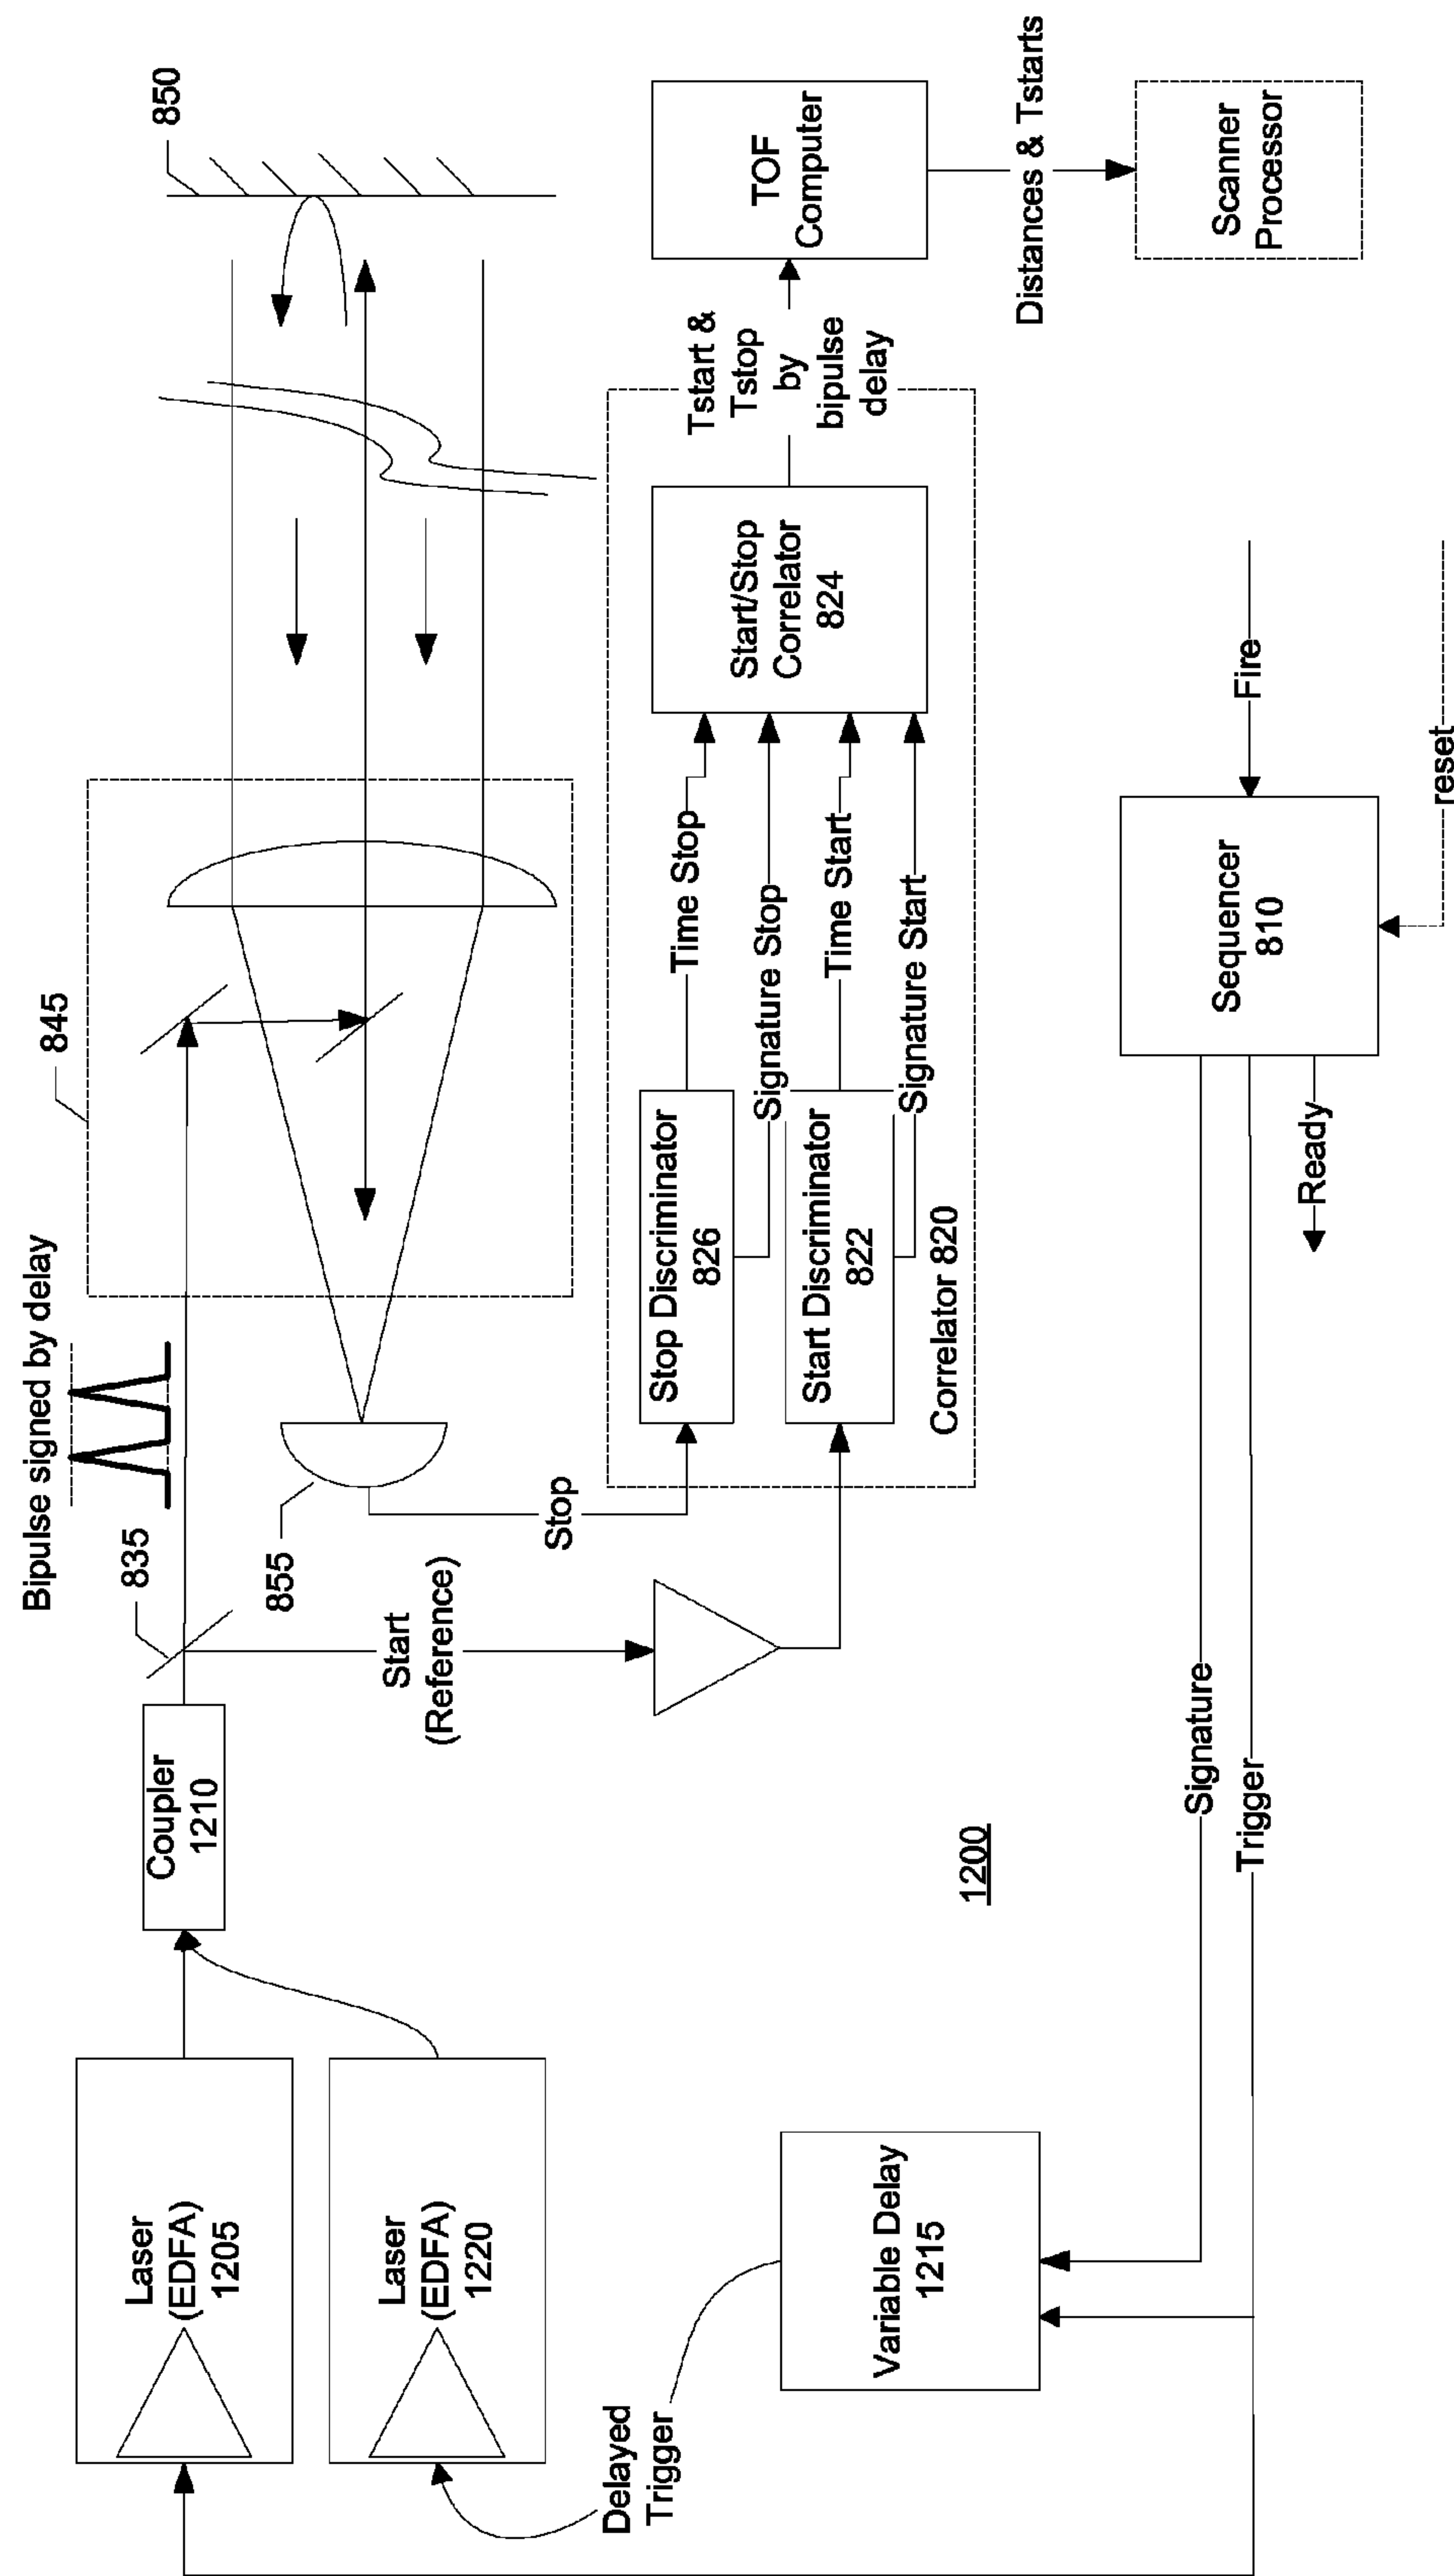 Bipulse signed by delay
835
845
850
Laser
(EDFA)
1205
Coupler
1210
855
Laser
(EDFA)
1220
Start
(Reference)
Stop
Delayed
Trigger
Variable Delay
1215
Stop Discriminator
826
Start Discriminator
822
Correlator 820
Time Stop
Signature Stop
Time Start
Signature Start
Start/Stop
Correlator
824
Tstart &
Tstop
by
bipulse
delay
TOF
Computer
Distances & Tstarts
Scanner
Processor
1200
Signature
Trigger
Ready
Sequencer
810
Fire
reset